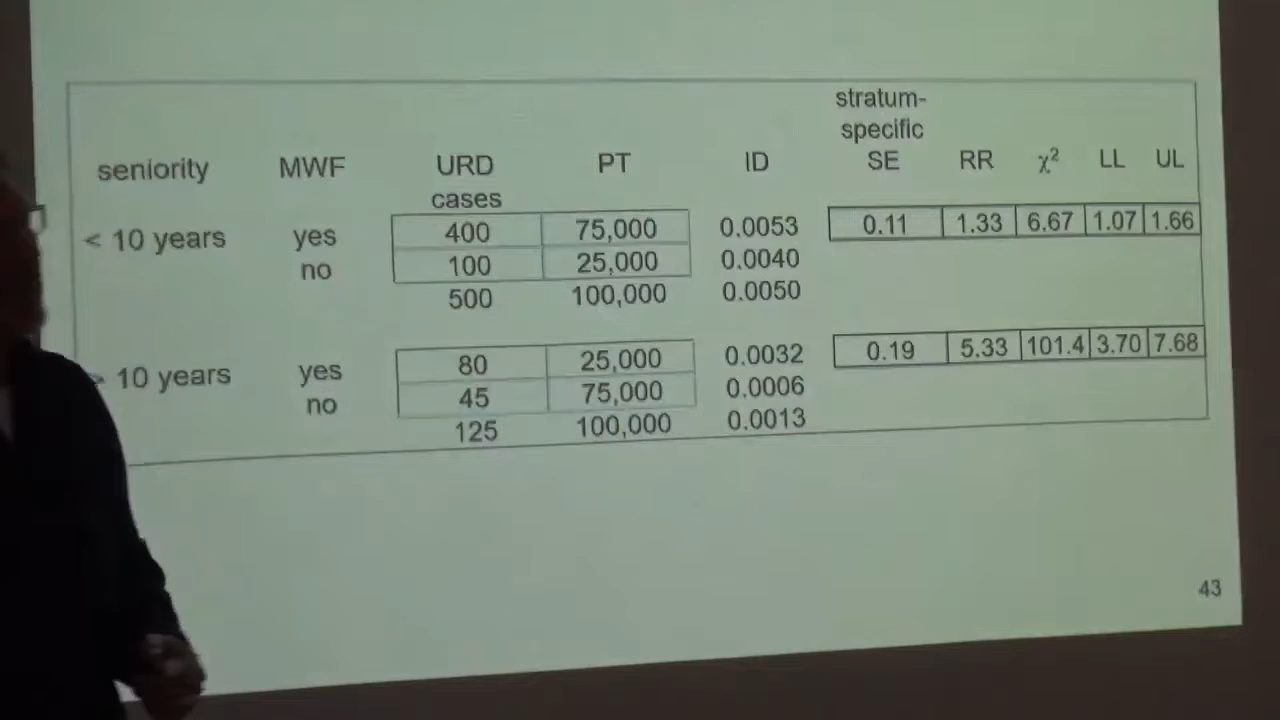 stratum-
specific
seniority MWF URD PT ID SE RR χ² LL UL
cases
< 10 years yes 400 75,000 0.0053 0.11 1.33 6.67 1.07 1.66
no 100 25,000 0.0040
500 100,000 0.0050
> 10 years yes 80 25,000 0.0032 0.19 5.33 101.4 3.70 7.68
no 45 75,000 0.0006
125 100,000 0.0013
43